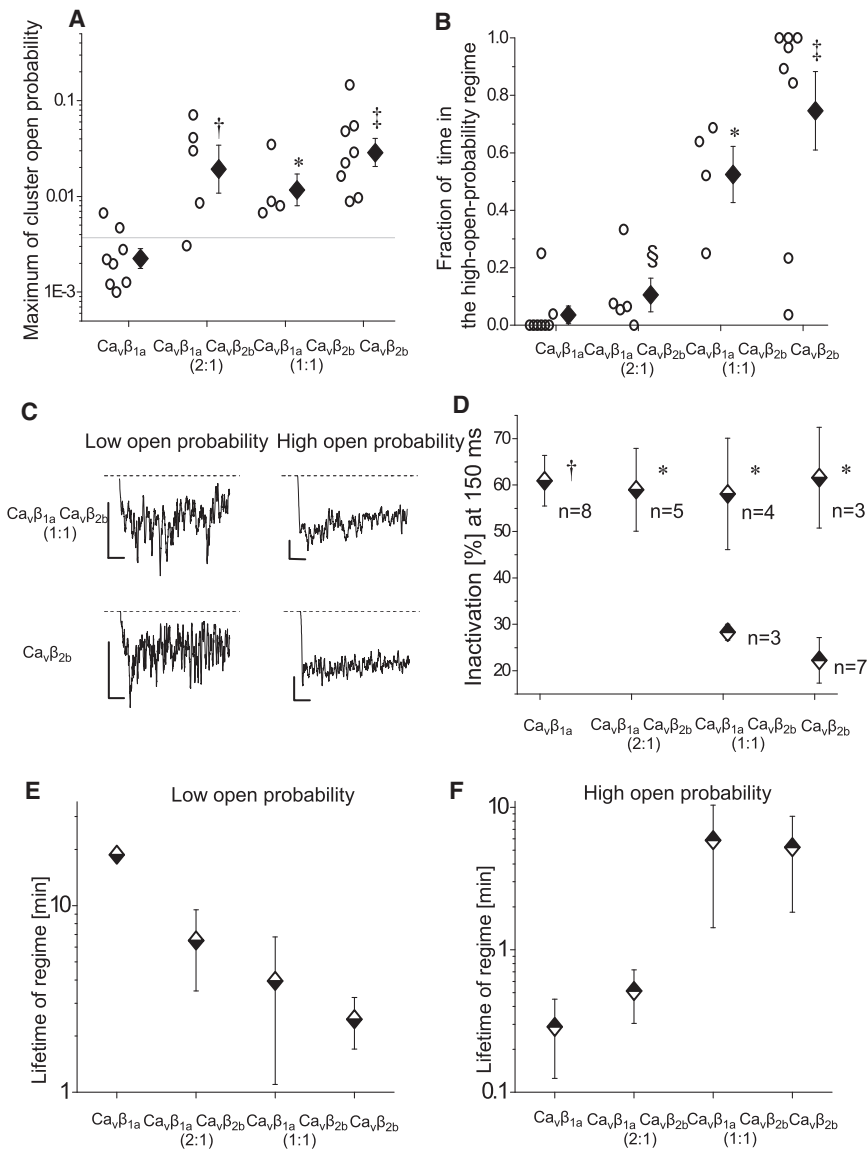 A
Maximum of cluster open probability
0.1
0.01
1E-3
†
*
‡
Caᵥβ₁ₐ Caᵥβ₁ₐ Caᵥβ₂b Caᵥβ₁ₐ Caᵥβ₂b Caᵥβ₂b
(2:1) (1:1)
B
Fraction of time in
the high-open-probability regime
1.0
0.8
0.6
0.4
0.2
0.0
§
*
‡
Caᵥβ₁ₐ Caᵥβ₁ₐ Caᵥβ₂b Caᵥβ₁ₐ Caᵥβ₂b Caᵥβ₂b
(2:1) (1:1)
C
Low open probability High open probability
Caᵥβ₁ₐ Caᵥβ₂b
(1:1)
Caᵥβ₂b
D
Inactivation [%] at 150 ms
70
60
50
40
30
20
† * * *
n=8 n=5 n=4 n=3
n=3
n=7
Caᵥβ₁ₐ Caᵥβ₁ₐ Caᵥβ₂b Caᵥβ₁ₐ Caᵥβ₂b Caᵥβ₂b
(2:1) (1:1)
E
Low open probability
Lifetime of regime [min]
10
1
Caᵥβ₁ₐ Caᵥβ₁ₐ Caᵥβ₂b Caᵥβ₁ₐ Caᵥβ₂b Caᵥβ₂b
(2:1) (1:1)
F
High open probability
Lifetime of regime [min]
10
1
0.1
Caᵥβ₁ₐ Caᵥβ₁ₐ Caᵥβ₂b Caᵥβ₁ₐ Caᵥβ₂b Caᵥβ₂b
(2:1) (1:1)